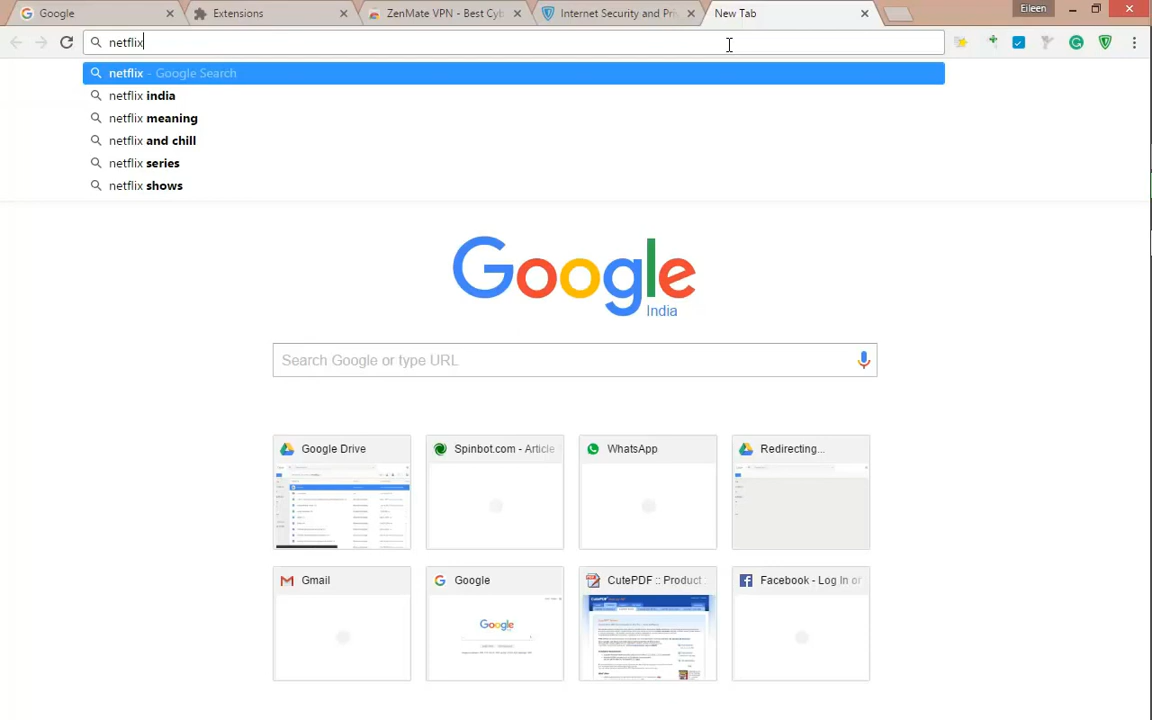 Google
Extensions
ZenMate VPN - Best Cyb
Internet Security and Pri
New Tab
Eileen
netflix
netflix - Google Search
netflix india
netflix meaning
netflix and chill
netflix series
netflix shows
Google
India
Search Google or type URL
Google Drive
Spinbot.com - Article
WhatsApp
Redirecting...
Gmail
Google
CutePDF :: Product
Facebook - Log In or
Google